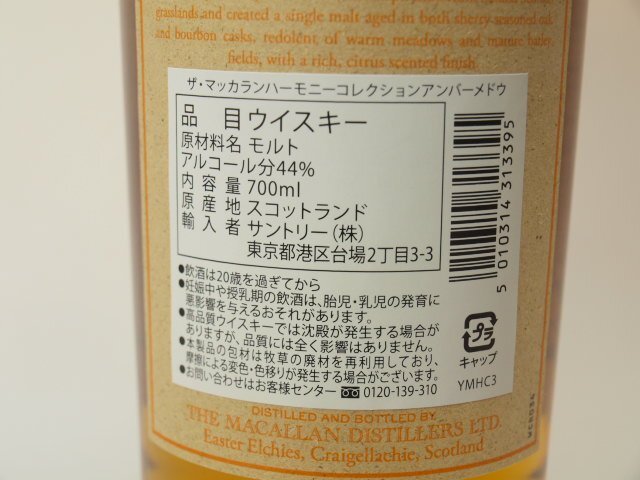 grasslands and created a single malt aged in both sherry-seasoned oak
and bourbon casks, redolent of warm meadows and mature barley
fields, with a rich, citrus scented finish.
ザ・マッカランハーモニーコレクションアンバーメドウ
品 目 ウイスキー
原材料名 モルト
アルコール分44%
内 容 量 700ml
原 産 地 スコットランド
輸 入 者 サントリー(株)
東京都港区台場2丁目3-3
●飲酒は20歳を過ぎてから
●妊娠中や授乳期の飲酒は、胎児・乳児の発育に
悪影響を与えるおそれがあります。
●高品質ウイスキーでは沈殿が発生する場合が
ありますが、品質には全く影響はありません。
●本製品の包材は牧草の廃材を再利用しており、
摩擦による変色・色移りが発生する場合がございます。
●お問い合わせはお客様センター 0120-139-310
5 010314 313395
プラ
キャップ
YMHC3
DISTILLED AND BOTTLED BY
THE MACALLAN DISTILLERS LTD.
Easter Elchies, Craigellachie, Scotland